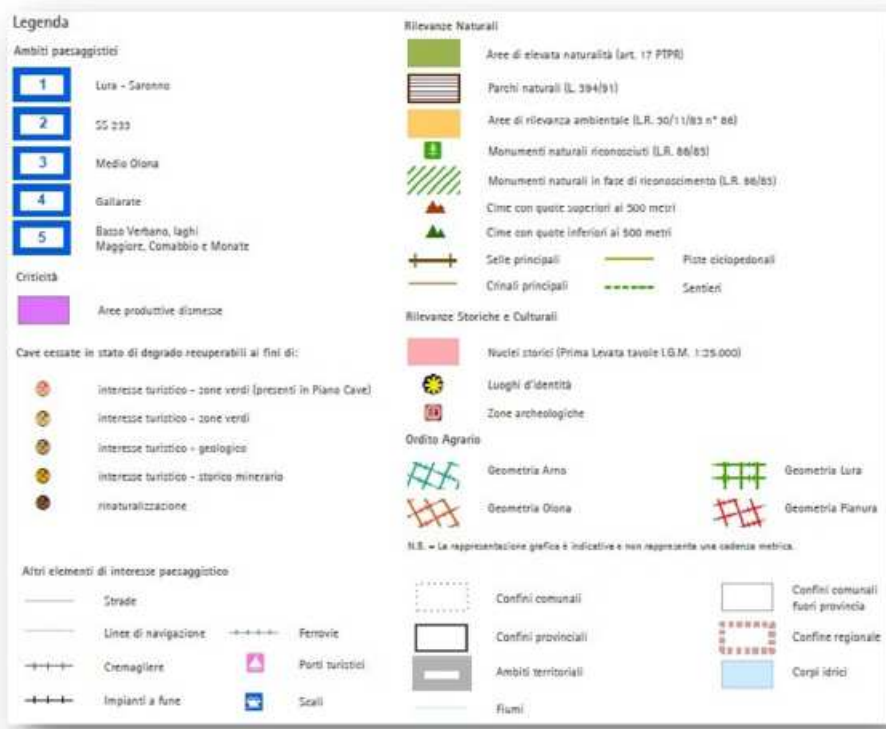 Legenda
Ambiti paesaggistici
1 Lura - Saronno
2 SS 233
3 Medio Olona
4 Gallarate
5 Basso Verbano, laghi
Maggiore, Comabbio e Monate
Criticità
Aree produttive dismesse
Cave cessate in stato di degrado recuperabili ai fini di:
interesse turistico - zone verdi (presenti in Piano Cave)
interesse turistico - zone verdi
interesse turistico - geologico
interesse turistico - storico minerario
rinaturalizzazione
Altri elementi di interesse paesaggistico
Strade
Linee di navigazione
Ferrovie
Cremagliere
Porti turistici
Impianti a fune
Scali
Rilevanze Naturali
Aree di elevata naturalità (art. 17 PTPR)
Parchi naturali (L. 394/91)
Aree di rilevanza ambientale (L.R. 30/11/83 n° 86)
Monumenti naturali riconosciuti (L.R. 86/83)
Monumenti naturali in fase di riconoscimento (L.R. 86/83)
Cime con quote superiori ai 500 metri
Cime con quote inferiori ai 500 metri
Selle principali
Piste ciclopedonali
Crinali principali
Sentieri
Rilevanze Storiche e Culturali
Nuclei storici (Prima Levata tavole I.G.M. 1:25.000)
Luoghi d'identità
Zone archeologiche
Ordito Agrario
Geometria Arno
Geometria Lura
Geometria Olona
Geometria Pianura
N.B. - La rappresentazione grafica è indicativa e non rappresenta una cadenza metrica.
Confini comunali
Confini comunali
fuori provincia
Confini provinciali
Confine regionale
Ambiti territoriali
Corpi idrici
Fiumi